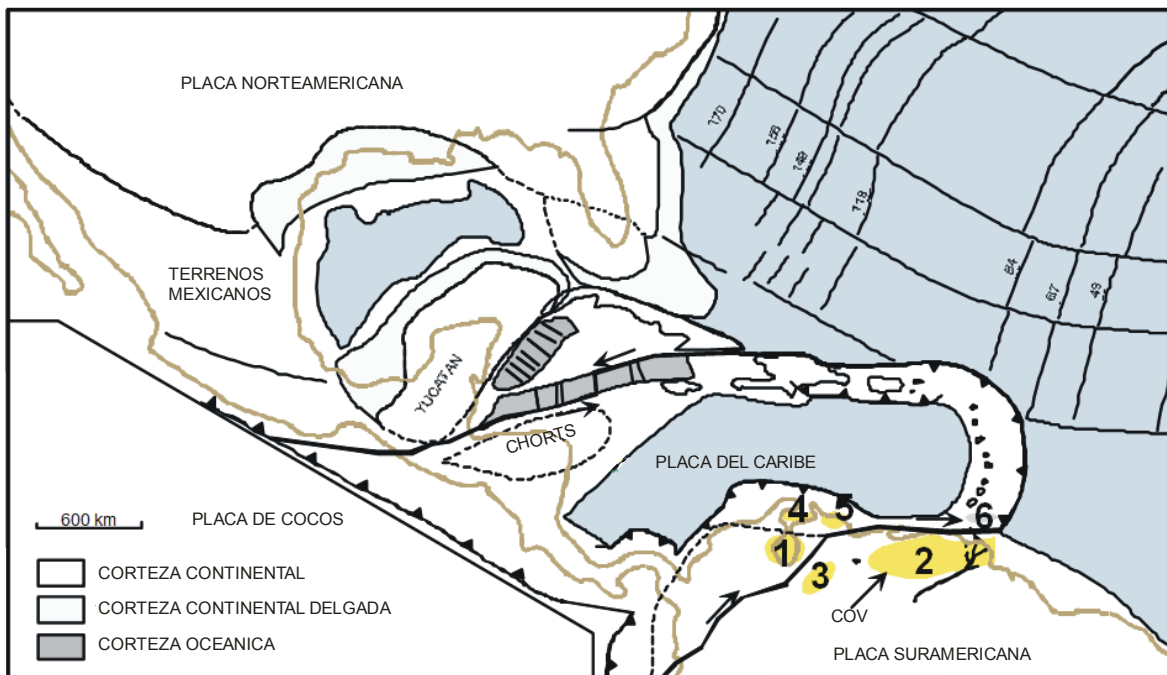 PLACA NORTEAMERICANA
170
156
148
118
84
67
49
TERRENOS
MEXICANOS
YUCATAN
CHORTS
PLACA DEL CARIBE
600 km
PLACA DE COCOS
4
5
6
1
2
3
COV
CORTEZA CONTINENTAL
CORTEZA CONTINENTAL DELGADA
CORTEZA OCEANICA
PLACA SURAMERICANA